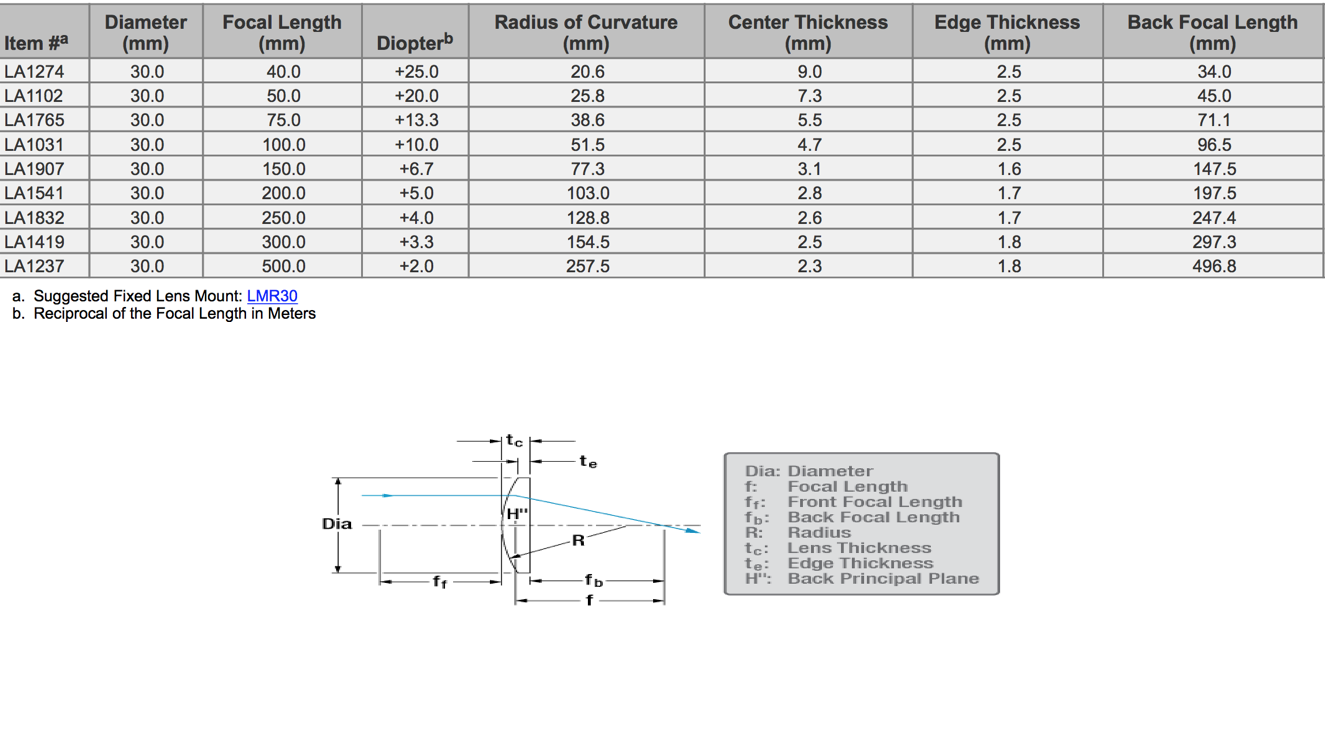 Item #a Diameter (mm) Focal Length (mm) Diopterb Radius of Curvature (mm) Center Thickness (mm) Edge Thickness (mm) Back Focal Length (mm)
LA1274 30.0 40.0 +25.0 20.6 9.0 2.5 34.0
LA1102 30.0 50.0 +20.0 25.8 7.3 2.5 45.0
LA1765 30.0 75.0 +13.3 38.6 5.5 2.5 71.1
LA1031 30.0 100.0 +10.0 51.5 4.7 2.5 96.5
LA1907 30.0 150.0 +6.7 77.3 3.1 1.6 147.5
LA1541 30.0 200.0 +5.0 103.0 2.8 1.7 197.5
LA1832 30.0 250.0 +4.0 128.8 2.6 1.7 247.4
LA1419 30.0 300.0 +3.3 154.5 2.5 1.8 297.3
LA1237 30.0 500.0 +2.0 257.5 2.3 1.8 496.8
a. Suggested Fixed Lens Mount: LMR30
b. Reciprocal of the Focal Length in Meters
tc
te
H"
Dia
R
ff
fb
f
Dia: Diameter
f: Focal Length
ff: Front Focal Length
fb: Back Focal Length
R: Radius
tc: Lens Thickness
te: Edge Thickness
H": Back Principal Plane